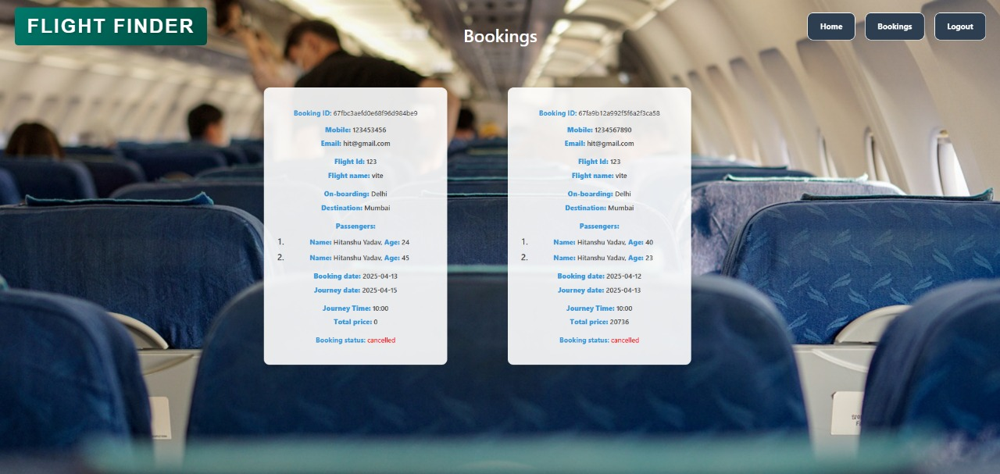 FLIGHT FINDER
Bookings
Home
Bookings
Logout
Booking ID: 67fbc3aefd0e68f96d984be9
Mobile: 123453456
Email: hit@gmail.com
Flight Id: 123
Flight name: vite
On-boarding: Delhi
Destination: Mumbai
Passengers:
1. Name: Hitanshu Yadav, Age: 24
2. Name: Hitanshu Yadav, Age: 45
Booking date: 2025-04-13
Journey date: 2025-04-15
Journey Time: 10:00
Total price: 0
Booking status: cancelled
Booking ID: 67fa9b12a992f5f6a2f3ca58
Mobile: 1234567890
Email: hit@gmail.com
Flight Id: 123
Flight name: vite
On-boarding: Delhi
Destination: Mumbai
Passengers:
1. Name: Hitanshu Yadav, Age: 40
2. Name: Hitanshu Yadav, Age: 23
Booking date: 2025-04-12
Journey date: 2025-04-13
Journey Time: 10:00
Total price: 20736
Booking status: cancelled